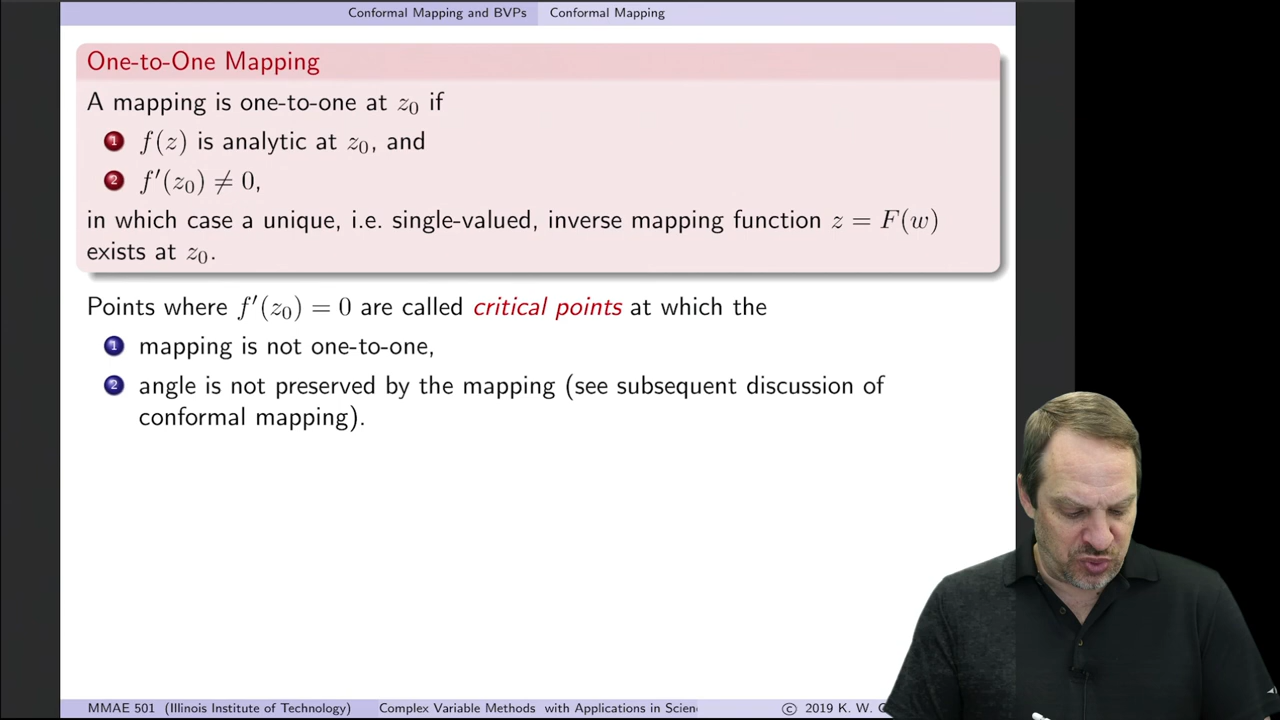 Conformal Mapping and BVPs Conformal Mapping
One-to-One Mapping
A mapping is one-to-one at z₀ if
1 f(z) is analytic at z₀, and
2 f′(z₀) ≠ 0,
in which case a unique, i.e. single-valued, inverse mapping function z = F(w)
exists at z₀.
Points where f′(z₀) = 0 are called critical points at which the
1 mapping is not one-to-one,
2 angle is not preserved by the mapping (see subsequent discussion of
conformal mapping).
MMAE 501 (Illinois Institute of Technology) Complex Variable Methods with Applications in © 2019 K. W.